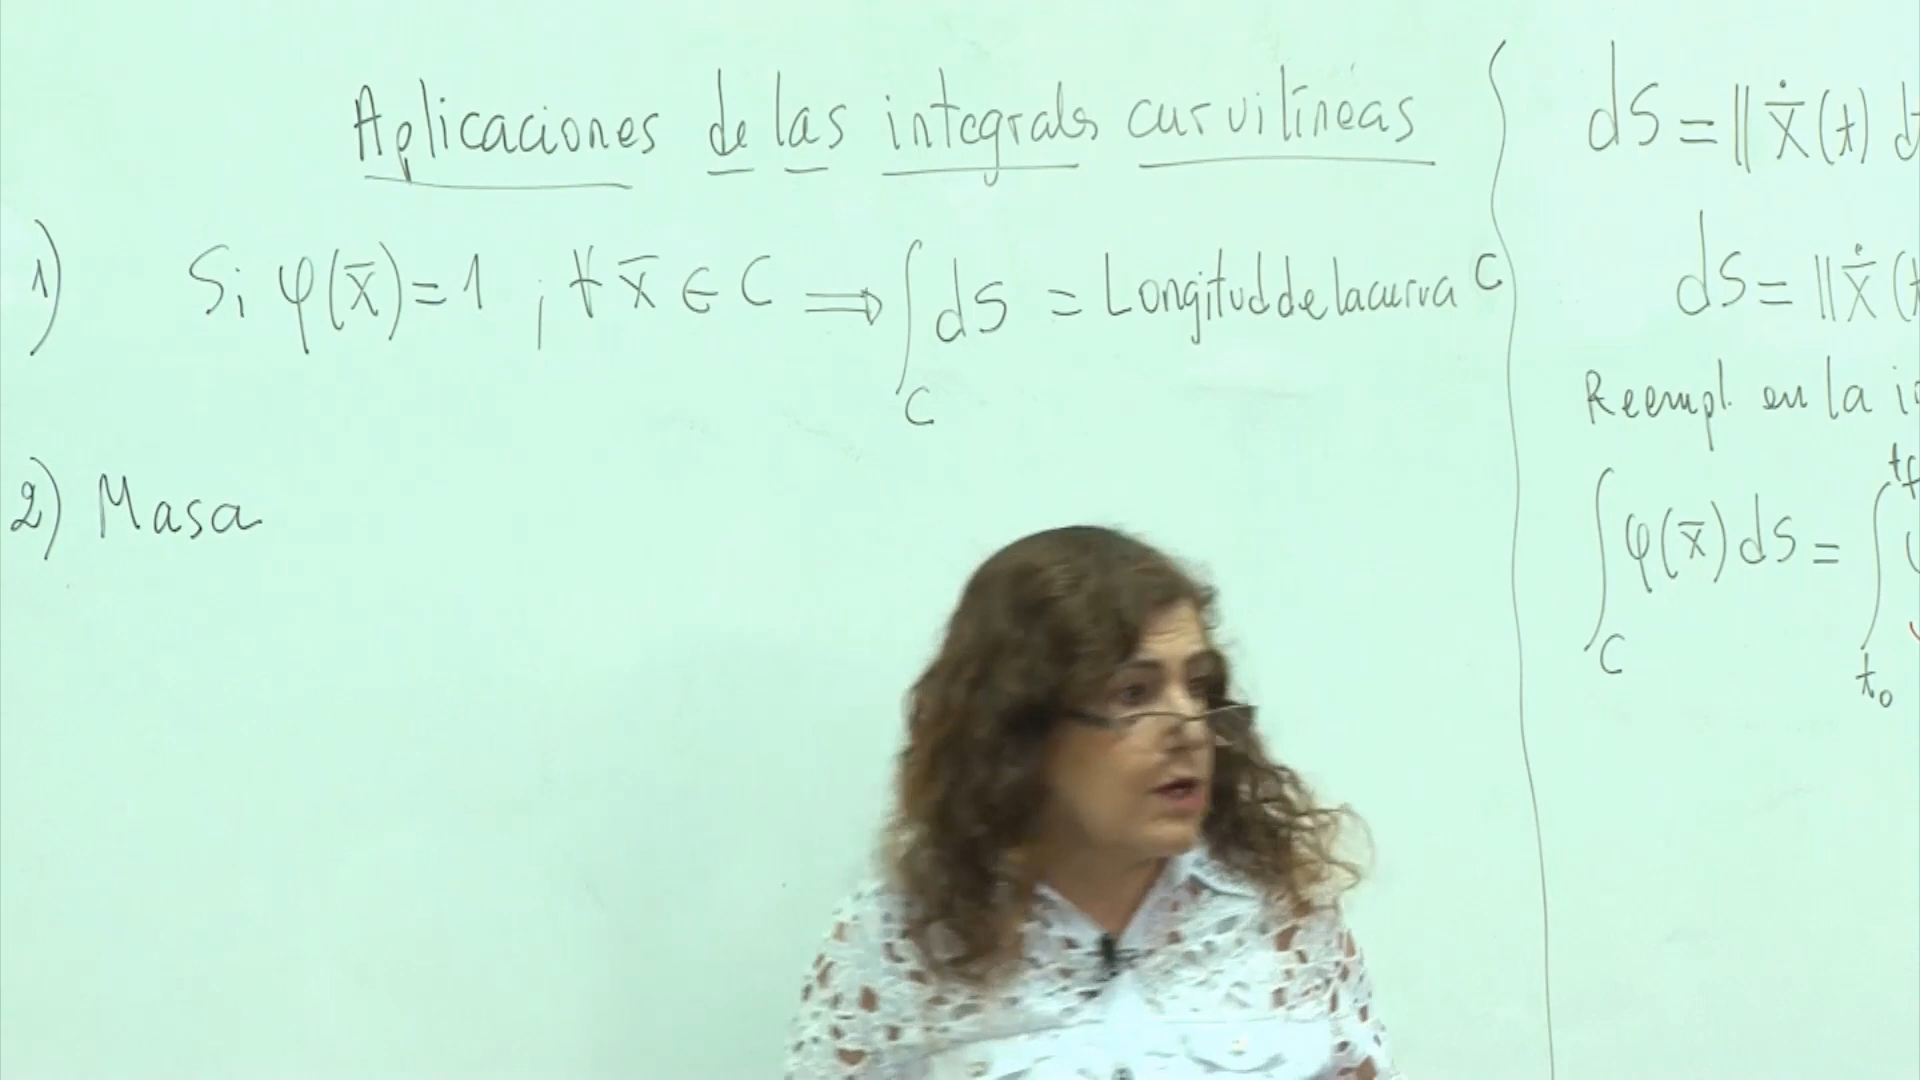 Aplicaciones de las integrales curvilíneas
1) Si φ(x̄)=1 ; ∀ x̄ ∈ C ⟹ ∫_C dS = Longitud de la curva C
2) Masa
dS = ‖ẋ̄(t) d
dS = ‖ẋ̄(t
Reempl. en la i
∫_C φ(x̄) dS = ∫_{t₀}^{t_f}